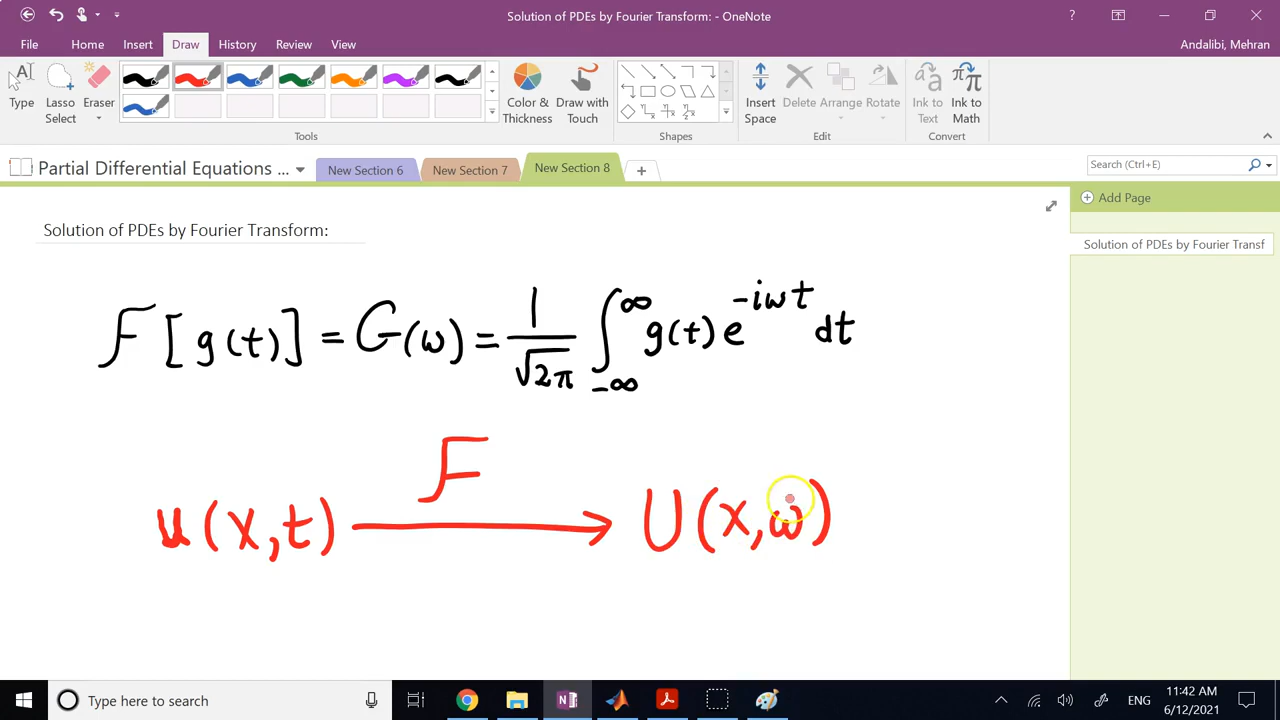 Solution of PDEs by Fourier Transform: - OneNote
?
File Home Insert Draw History Review View
Andalibi, Mehran
Type
Lasso Select
Eraser
Color & Thickness
Draw with Touch
Insert Space
Delete
Arrange
Rotate
Ink to Text
Ink to Math
Tools
Shapes
Edit
Convert
Partial Differential Equations ...
New Section 6
New Section 7
New Section 8
+
Search (Ctrl+E)
Add Page
Solution of PDEs by Fourier Transf
Solution of PDEs by Fourier Transform:
F[g(t)] = G(ω) = 1/√2π ∫_{-∞}^{∞} g(t) e^{-iωt} dt
F
u(x,t) → U(x,ω)
Type here to search
ENG
11:42 AM
6/12/2021